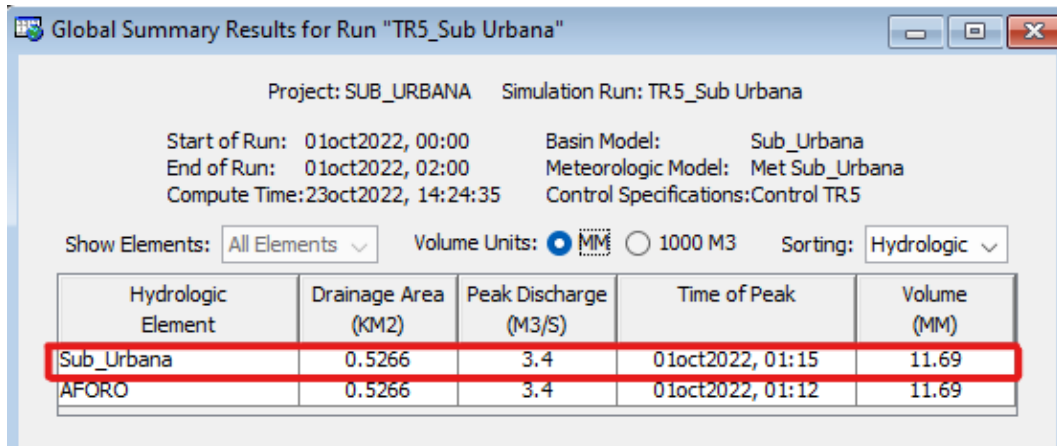 Global Summary Results for Run "TR5_Sub Urbana"
Project: SUB_URBANA Simulation Run: TR5_Sub Urbana
Start of Run: 01oct2022, 00:00 Basin Model: Sub_Urbana
End of Run: 01oct2022, 02:00 Meteorologic Model: Met Sub_Urbana
Compute Time:23oct2022, 14:24:35 Control Specifications:Control TR5
Show Elements: All Elements Volume Units: MM 1000 M3 Sorting: Hydrologic
Hydrologic Element Drainage Area (KM2) Peak Discharge (M3/S) Time of Peak Volume (MM)
Sub_Urbana 0.5266 3.4 01oct2022, 01:15 11.69
AFORO 0.5266 3.4 01oct2022, 01:12 11.69